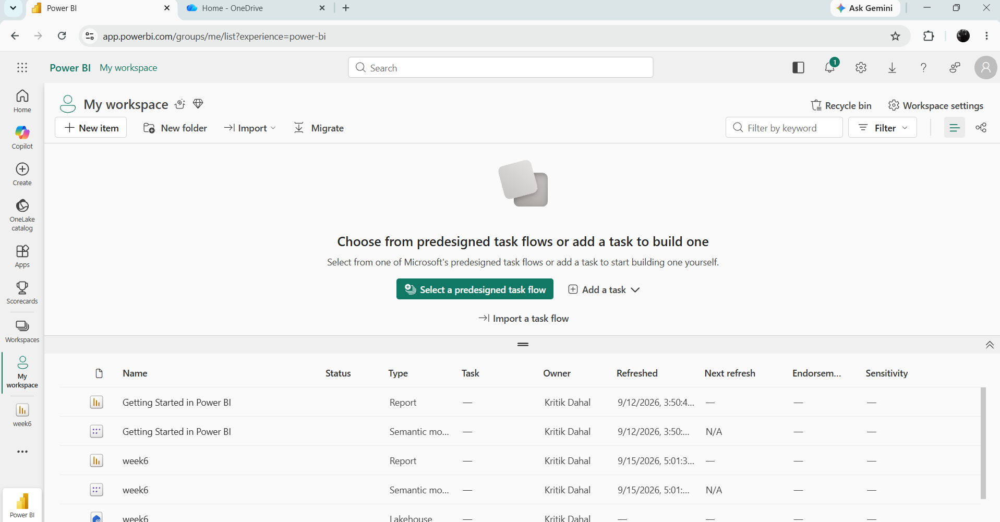 Power BI
Home - OneDrive
Ask Gemini
app.powerbi.com/groups/me/list?experience=power-bi
Power BI My workspace
Search
1
Home
Copilot
Create
OneLake
catalog
Apps
Scorecards
Workspaces
My
workspace
week6
Power BI
My workspace
Recycle bin
Workspace settings
New item
New folder
Import
Migrate
Filter by keyword
Filter
Choose from predesigned task flows or add a task to build one
Select from one of Microsoft's predesigned task flows or add a task to start building one yourself.
Select a predesigned task flow
Add a task
Import a task flow
Name Status Type Task Owner Refreshed Next refresh Endorsem... Sensitivity
Getting Started in Power BI Report — Kritik Dahal 9/12/2026, 3:50:4... — — —
Getting Started in Power BI Semantic mo... — Kritik Dahal 9/12/2026, 3:50:... N/A — —
week6 Report — Kritik Dahal 9/15/2026, 5:01:3... — — —
week6 Semantic mo... — Kritik Dahal 9/15/2026, 5:01:... N/A — —
week6 Lakehouse — Kritik Dahal — — — —